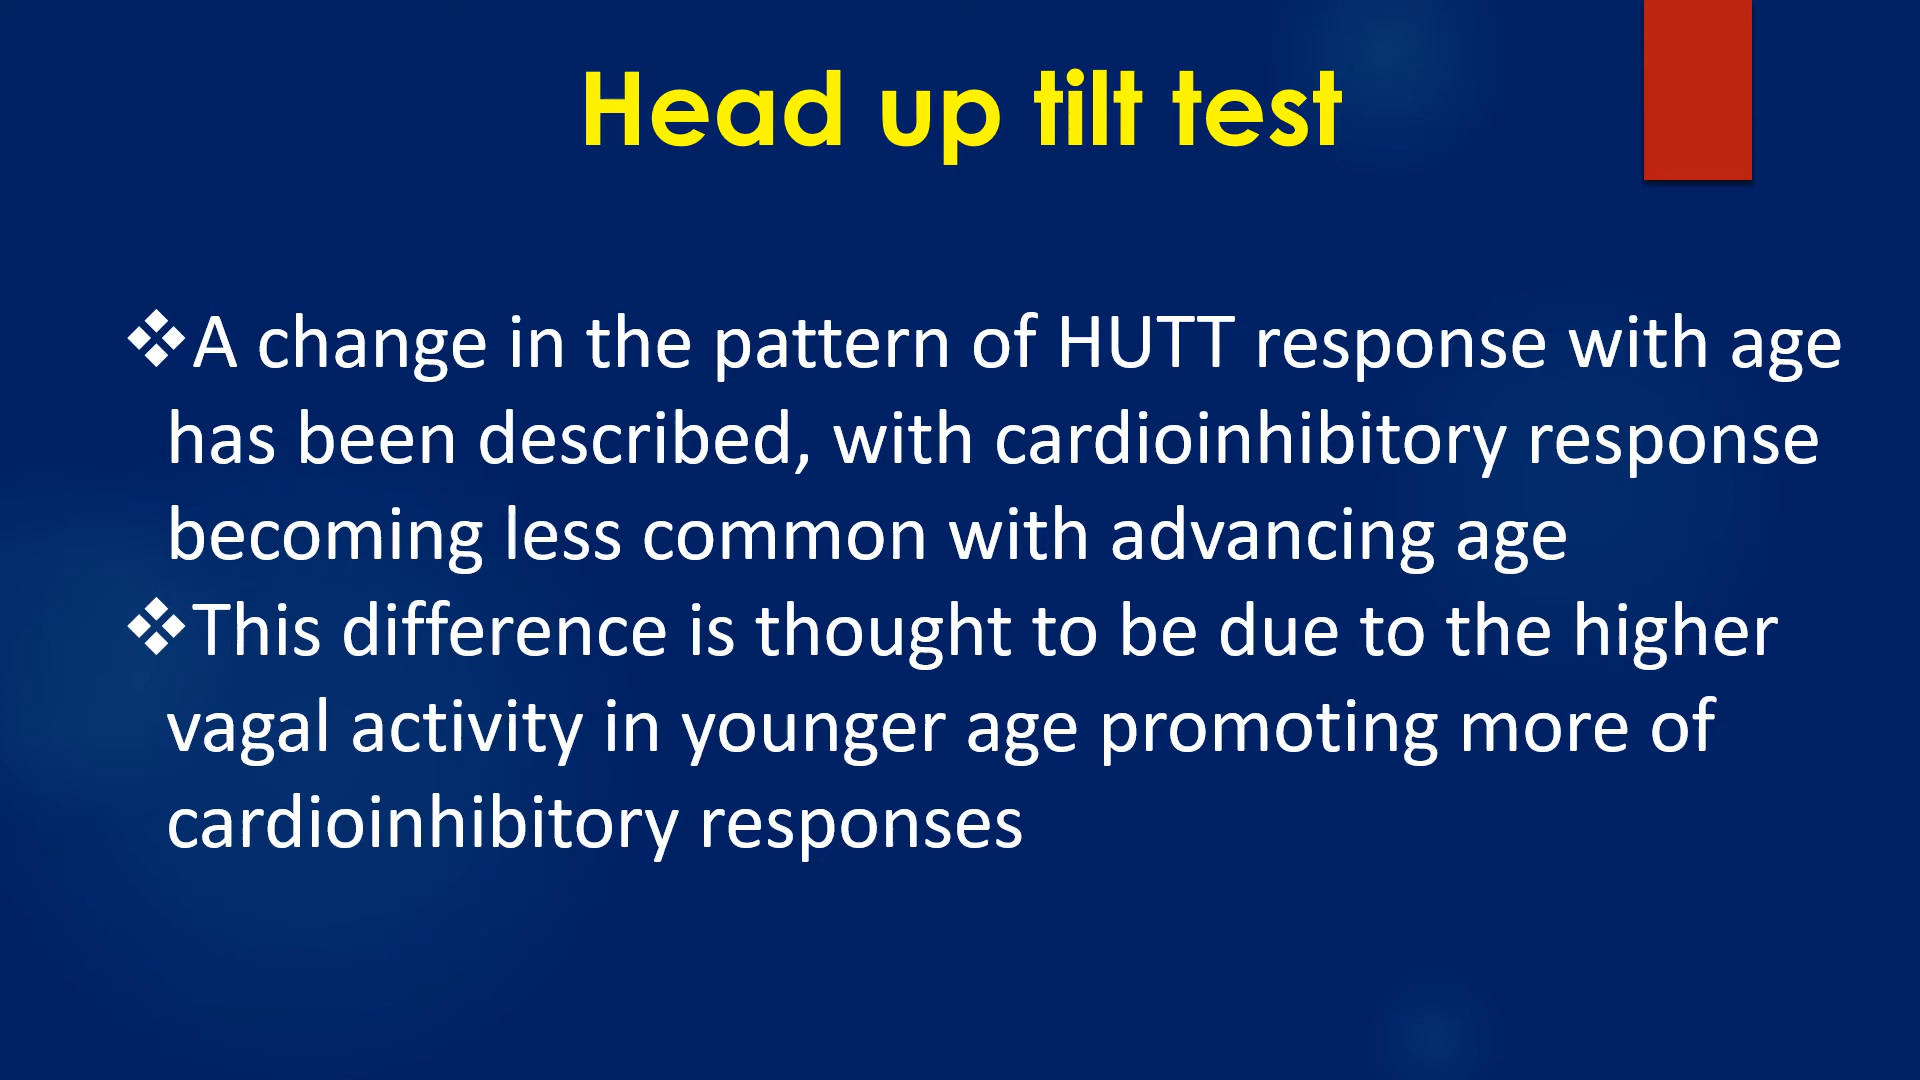 Head up tilt test
❖A change in the pattern of HUTT response with age
has been described, with cardioinhibitory response
becoming less common with advancing age
❖This difference is thought to be due to the higher
vagal activity in younger age promoting more of
cardioinhibitory responses